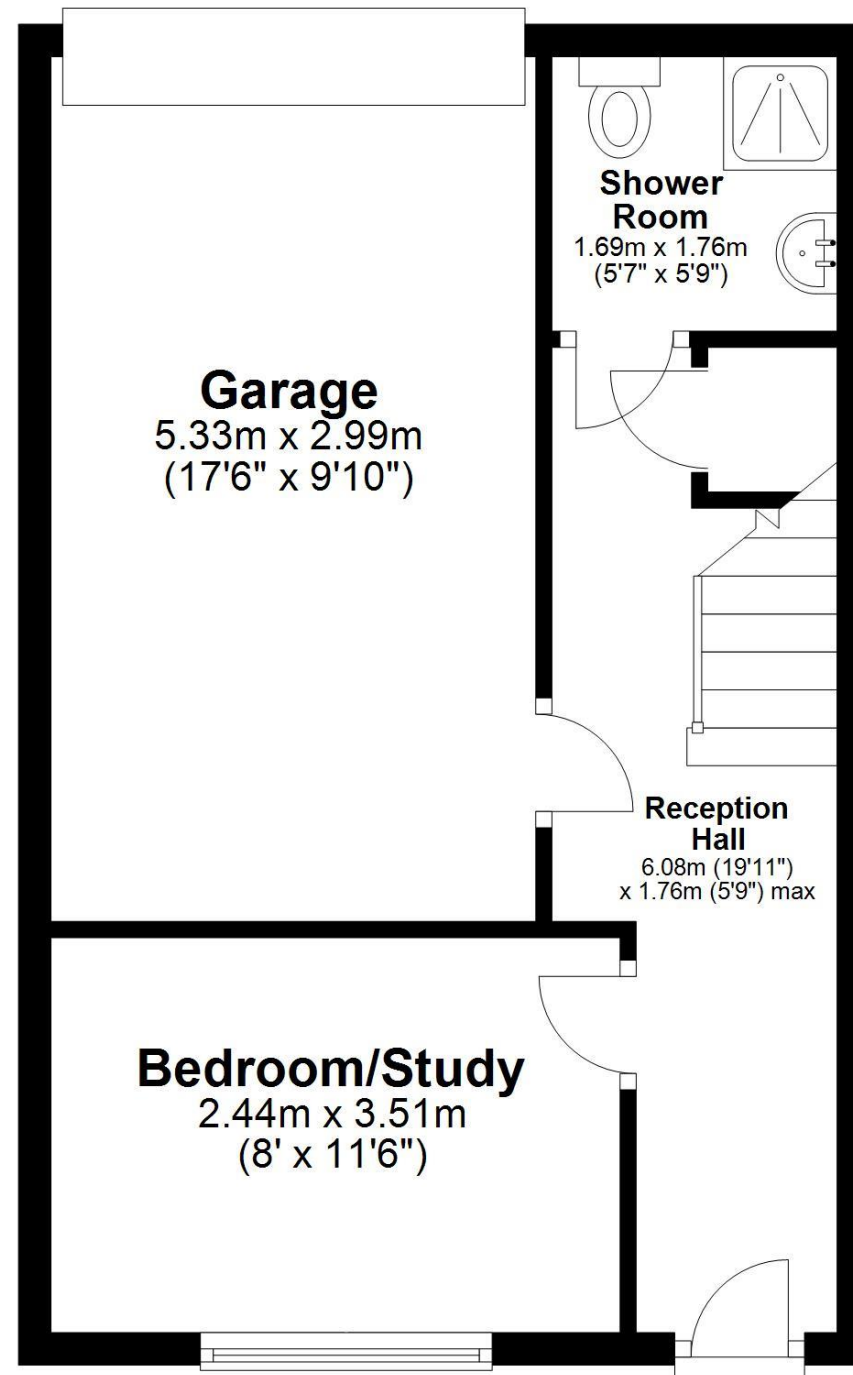 Shower
Room
1.69m x 1.76m
(5'7" x 5'9")
Garage
5.33m x 2.99m
(17'6" x 9'10")
Reception
Hall
6.08m (19'11")
x 1.76m (5'9") max
Bedroom/Study
2.44m x 3.51m
(8' x 11'6")